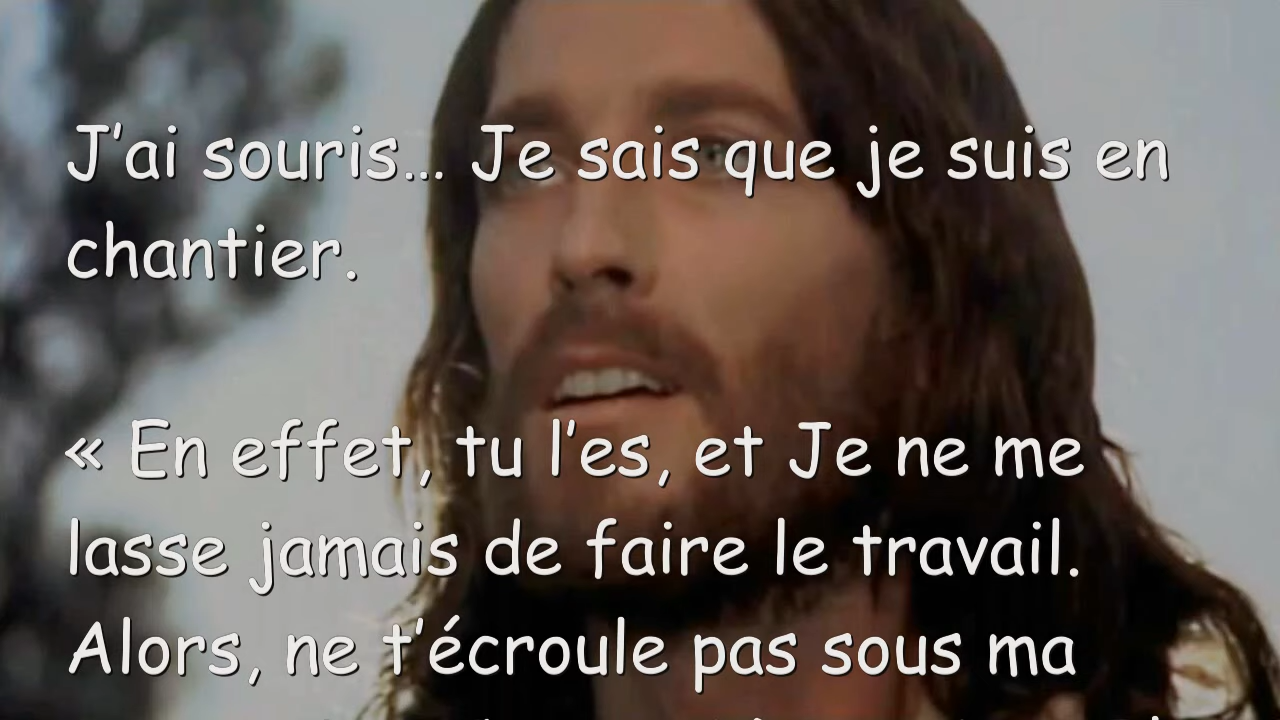 J'ai souris... Je sais que je suis en
chantier.
« En effet, tu l'es, et Je ne me
lasse jamais de faire le travail.
Alors, ne t'écroule pas sous ma